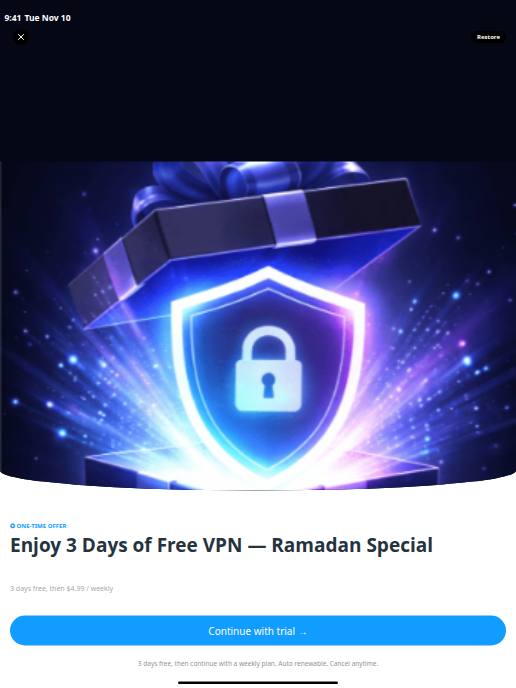 9:41 Tue Nov 10
Restore
ONE-TIME OFFER
Enjoy 3 Days of Free VPN — Ramadan Special
3 days free, then $4.99 / weekly
Continue with trial →
3 days free, then continue with a weekly plan. Auto renewable. Cancel anytime.